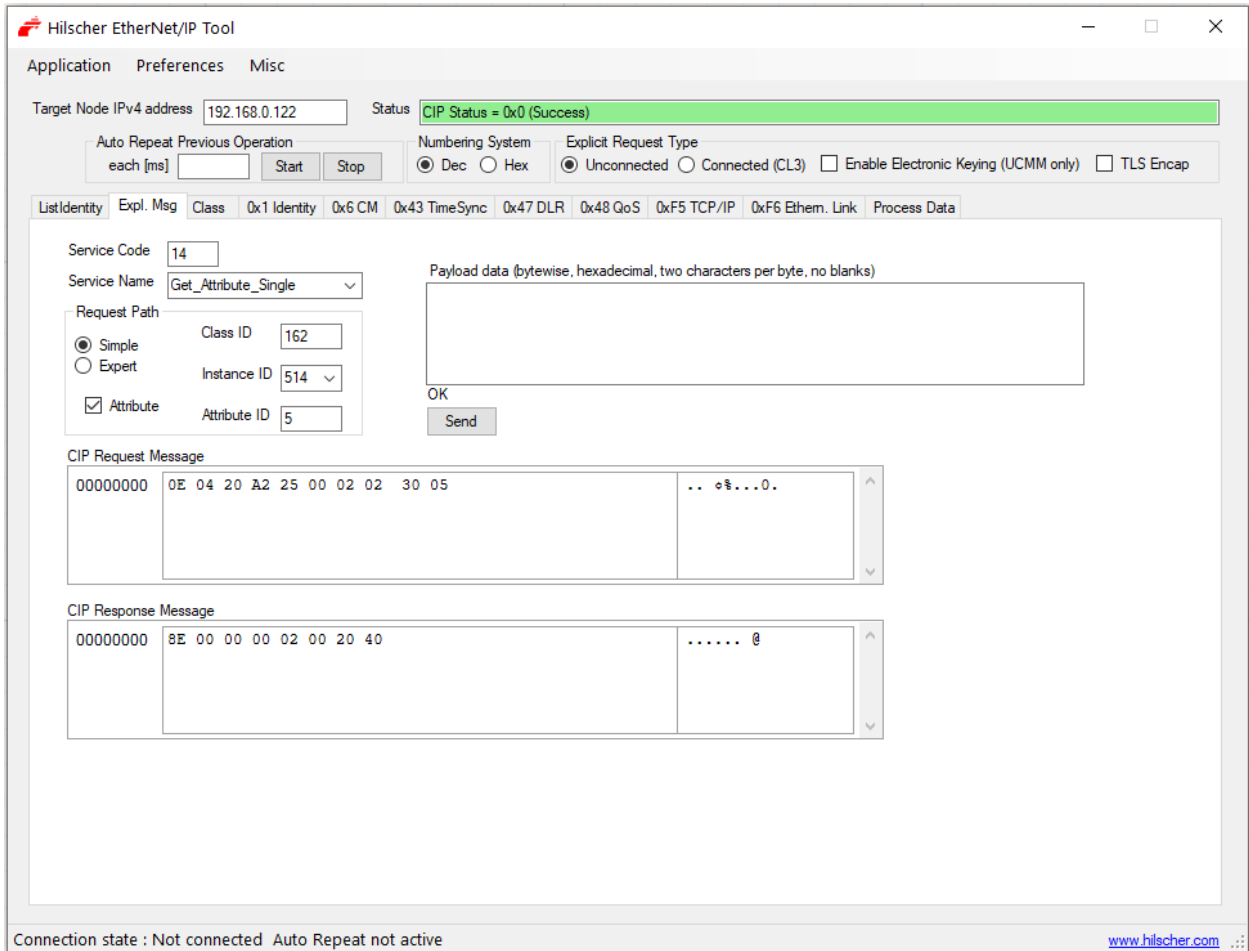 Hilscher EtherNet/IP Tool
Application Preferences Misc
Target Node IPv4 address 192.168.0.122 Status CIP Status = 0x0 (Success)
Auto Repeat Previous Operation Numbering System Explicit Request Type
each [ms] Start Stop Dec Hex Unconnected Connected (CL3) Enable Electronic Keying (UCMM only) TLS Encap
ListIdentity Expl. Msg Class 0x1 Identity 0x6 CM 0x43 TimeSync 0x47 DLR 0x48 QoS 0xF5 TCP/IP 0xF6 Ethern. Link Process Data
Service Code 14
Service Name Get_Attribute_Single
Payload data (bytewise, hexadecimal, two characters per byte, no blanks)
Request Path
Simple
Expert
Attribute
Class ID 162
Instance ID 514
Attribute ID 5
OK
Send
CIP Request Message
00000000 0E 04 20 A2 25 00 02 02 30 05 .. ¢%...0.
CIP Response Message
00000000 8E 00 00 00 02 00 20 40 ...... @
Connection state : Not connected Auto Repeat not active www.hilscher.com